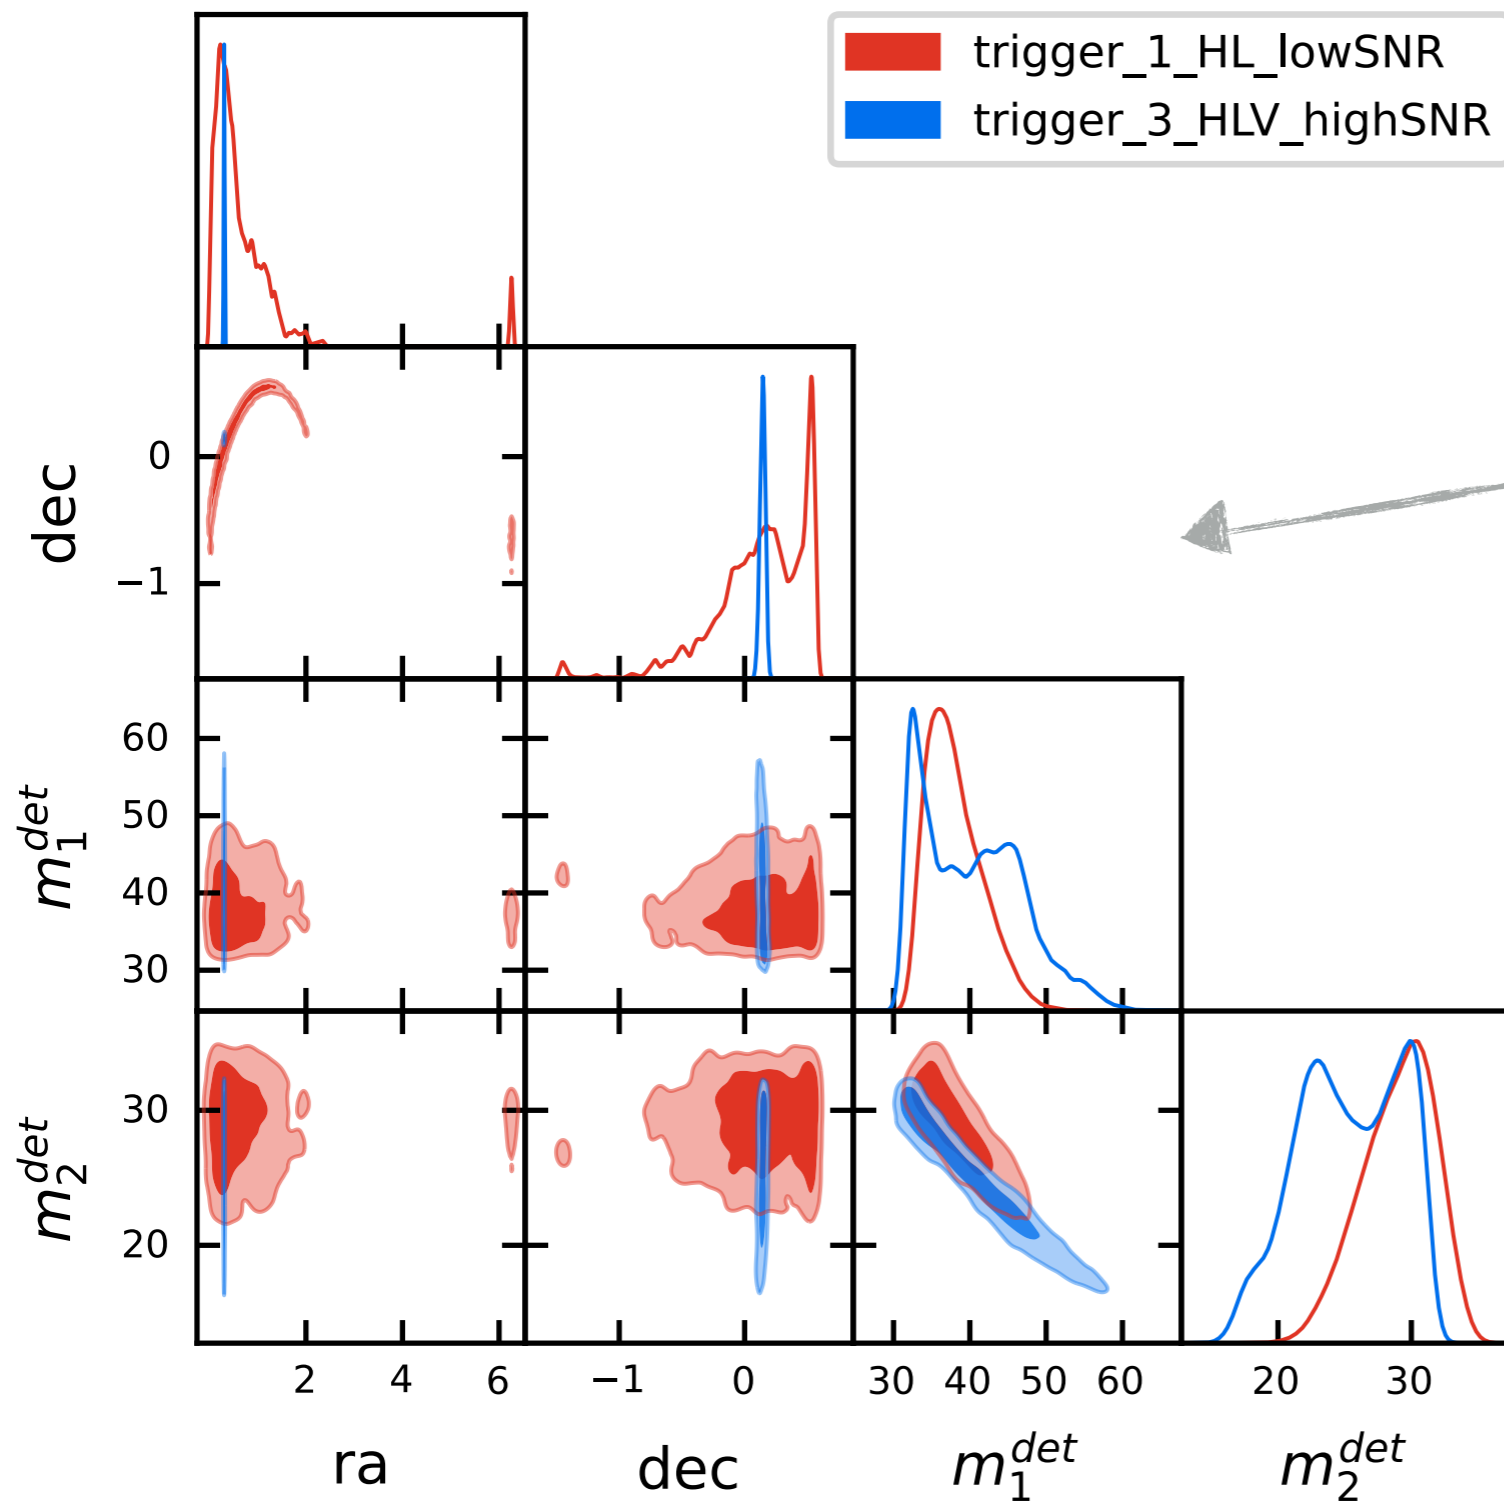 trigger_1_HL_lowSNR
trigger_3_HLV_highSNR
dec
0
−1
m₁ᵈᵉᵗ
60
50
40
30
m₂ᵈᵉᵗ
30
20
2 4 6 −1 0 30 40 50 60 20 30
ra dec m₁ᵈᵉᵗ m₂ᵈᵉᵗ